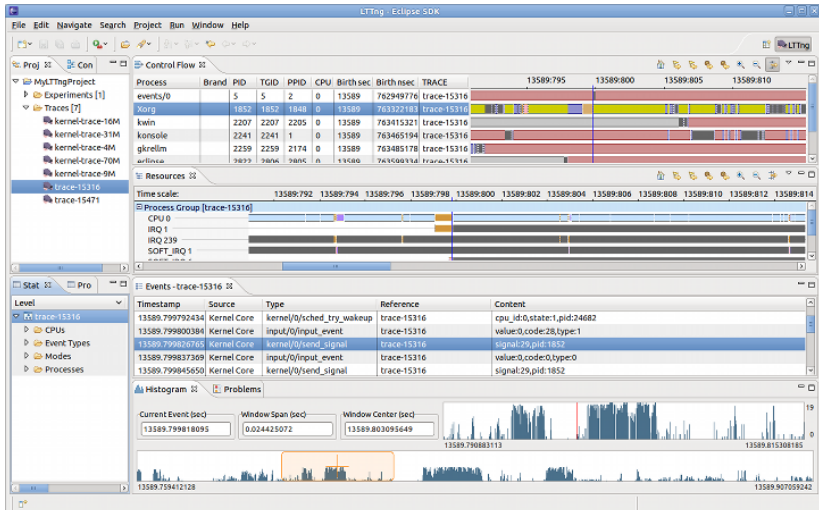 LTTng - Eclipse SDK
File Edit Navigate Search Project Run Window Help
LTTng
Proj Con
MyLTTngProject
Experiments [1]
Traces [7]
kernel-trace-16M
kernel-trace-31M
kernel-trace-4M
kernel-trace-70M
kernel-trace-9M
trace-15316
trace-15471
Control Flow
Process Brand PID TGID PPID CPU Birth sec Birth nsec TRACE 13589:795 13589:800 13589:805 13589:810
events/0 5 5 2 0 13589 762949776 trace-15316
Xorg 1852 1852 1848 0 13589 763322183 trace-15316
kwin 2207 2207 2205 0 13589 763415321 trace-15316
konsole 2241 2241 1 0 13589 763465194 trace-15316
gkrellm 2259 2259 2174 0 13589 763485178 trace-15316
eclipse 2822 2806 2805 0 13589 763599334 trace-15316
Resources
Time scale: 13589:792 13589:794 13589:796 13589:798 13589:800 13589:802 13589:804 13589:806 13589:808 13589:810 13589:812 13589:814
Process Group [trace-15316]
CPU 0
IRQ 1
IRQ 239
SOFT_IRQ 1
Stat Pro
Level
trace-15316
CPUs
Event Types
Modes
Processes
Events - trace-15316
Timestamp Source Type Reference Content
13589.799792434 Kernel Core kernel/0/sched_try_wakeup trace-15316 cpu_id:0,state:1,pid:24682
13589.799800384 Kernel Core input/0/input_event trace-15316 value:0,code:28,type:1
13589.799826765 Kernel Core kernel/0/send_signal trace-15316 signal:29,pid:1852
13589.799837369 Kernel Core input/0/input_event trace-15316 value:0,code:0,type:0
13589.799845650 Kernel Core kernel/0/send_signal trace-15316 signal:29,pid:1852
Histogram Problems
Current Event (sec) Window Span (sec) Window Center (sec)
13589.799818095 0.024425072 13589.803095649
19
0
13589.790883113 13589.815308185
13589.759412128 13589.907059242